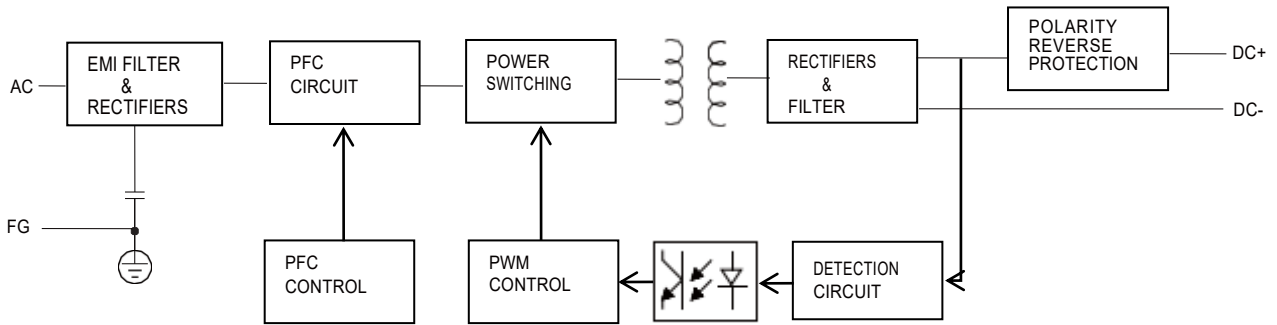 AC
EMI FILTER
&
RECTIFIERS
PFC
CIRCUIT
POWER
SWITCHING
RECTIFIERS
&
FILTER
POLARITY
REVERSE
PROTECTION
DC+
DC-
FG
PFC
CONTROL
PWM
CONTROL
DETECTION
CIRCUIT